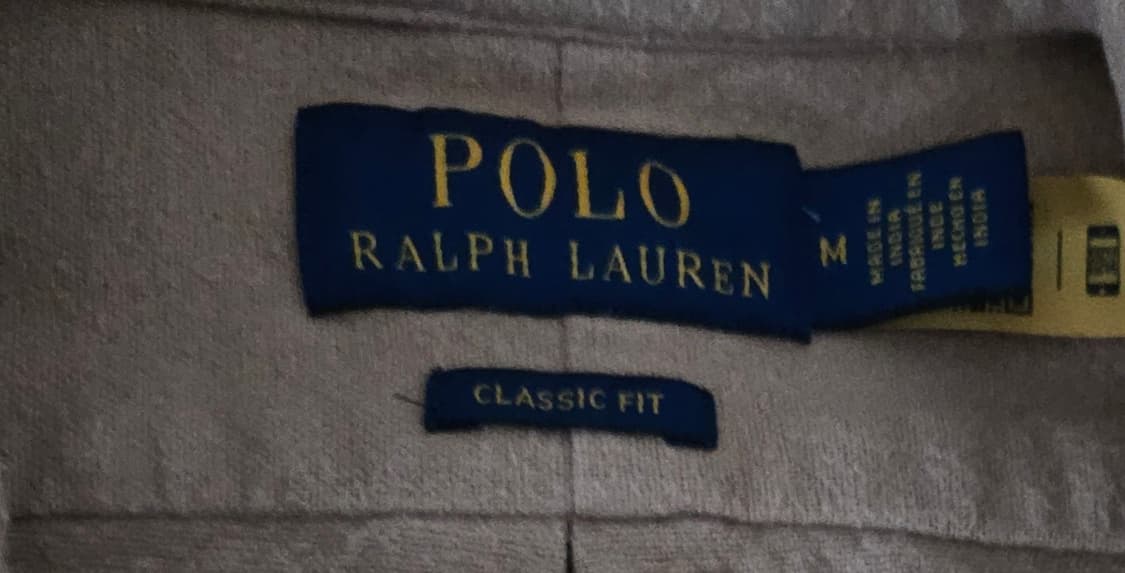 POLO
RALPH LAUREN
M
MADE IN
INDIA
FABRIQUÉ EN
INDE
HECHO EN
INDIA
CLASSIC FIT